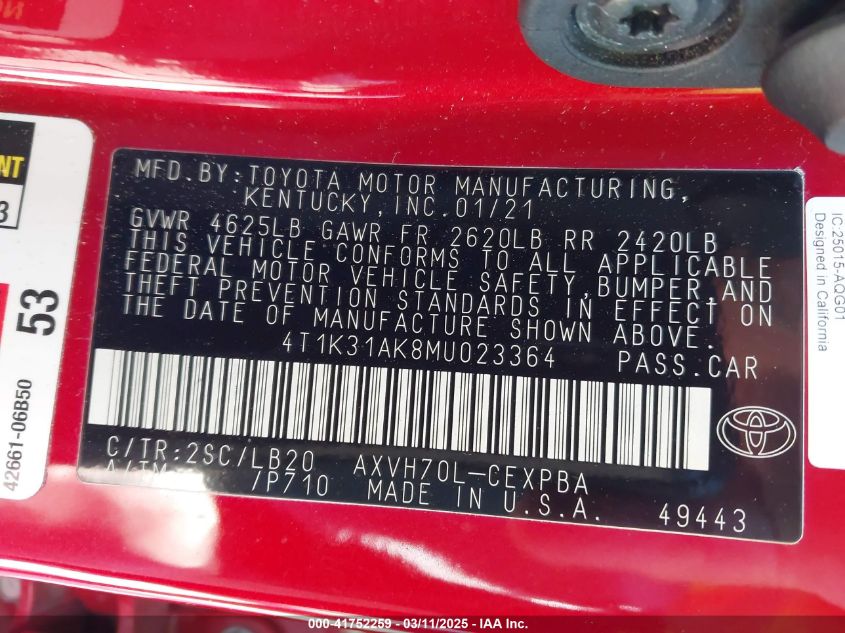 MFD.BY:TOYOTA MOTOR MANUFACTURING,
KENTUCKY,INC.01/21
GVWR 4625LB GAWR FR 2620LB RR 2420LB
THIS VEHICLE CONFORMS TO ALL APPLICABLE
FEDERAL MOTOR VEHICLE SAFETY,BUMPER,AND
THEFT PREVENTION STANDARDS IN EFFECT ON
THE DATE OF MANUFACTURE SHOWN ABOVE.
4T1K31AK8MU023364 PASS.CAR
C/TR:2SC/LB20 AXVH70L-CEXPBA
A/TM: /P710 MADE IN U.S.A. 49443
53
42661-06B50
IC:25015-AQG01
Designed in California
000 - 41752259 - 03/11/2025 - IAA Inc.